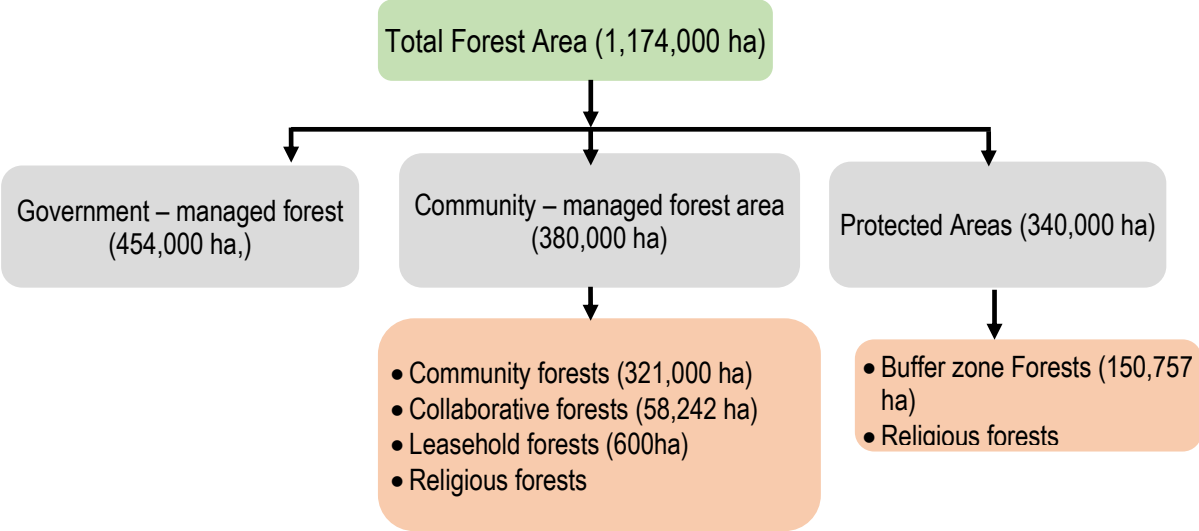 Total Forest Area (1,174,000 ha)
Government – managed forest
(454,000 ha,)
Community – managed forest area
(380,000 ha)
Protected Areas (340,000 ha)
• Community forests (321,000 ha)
• Collaborative forests (58,242 ha)
• Leasehold forests (600ha)
• Religious forests
• Buffer zone Forests (150,757
ha)
• Religious forests